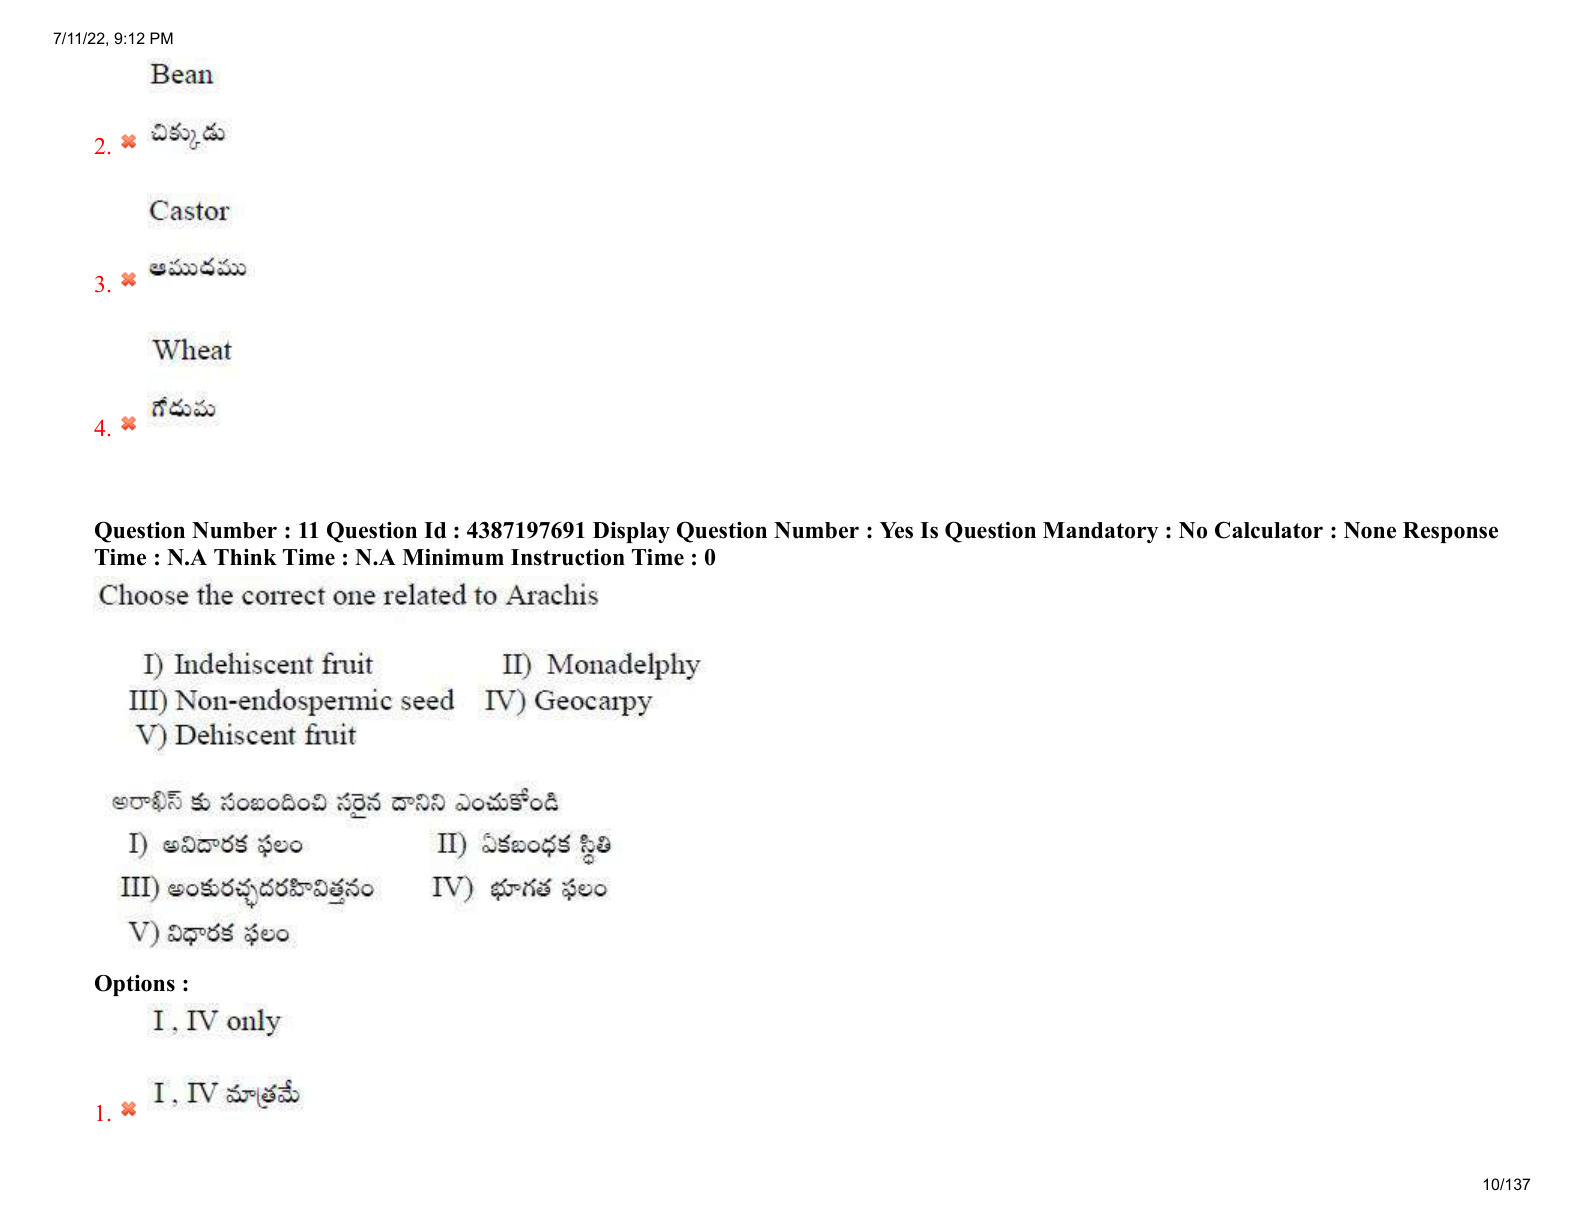 7/11/22, 9:12 PM
Bean
2. చిక్కుడు
Castor
3. ఆముదము
Wheat
4. గోదుమ
Question Number : 11 Question Id : 4387197691 Display Question Number : Yes Is Question Mandatory : No Calculator : None Response
Time : N.A Think Time : N.A Minimum Instruction Time : 0
Choose the correct one related to Arachis
I) Indehiscent fruit II) Monadelphy
III) Non-endospermic seed IV) Geocarpy
V) Dehiscent fruit
అరాఖిస్ కు సంబందించి సరైన దానిని ఎంచుకోండి
I) అవిదారక ఫలం II) ఏకబంధక స్థితి
III) అంకురచ్ఛదరహితవిత్తనం IV) భూగత ఫలం
V) విధారక ఫలం
Options :
I , IV only
1. I , IV మాత్రమే
10/137